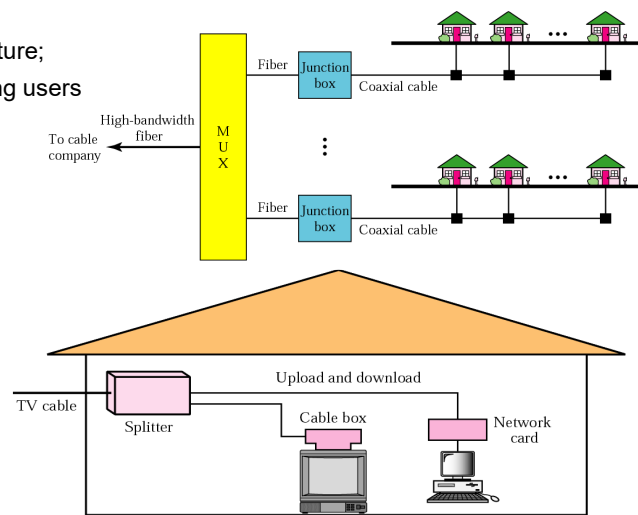 ture;
ng users
High-bandwidth
fiber
To cable
company
M
U
X
Fiber
Junction
box
Coaxial cable
...
...
Fiber
Junction
box
Coaxial cable
...
Upload and download
TV cable
Splitter
Cable box
Network
card